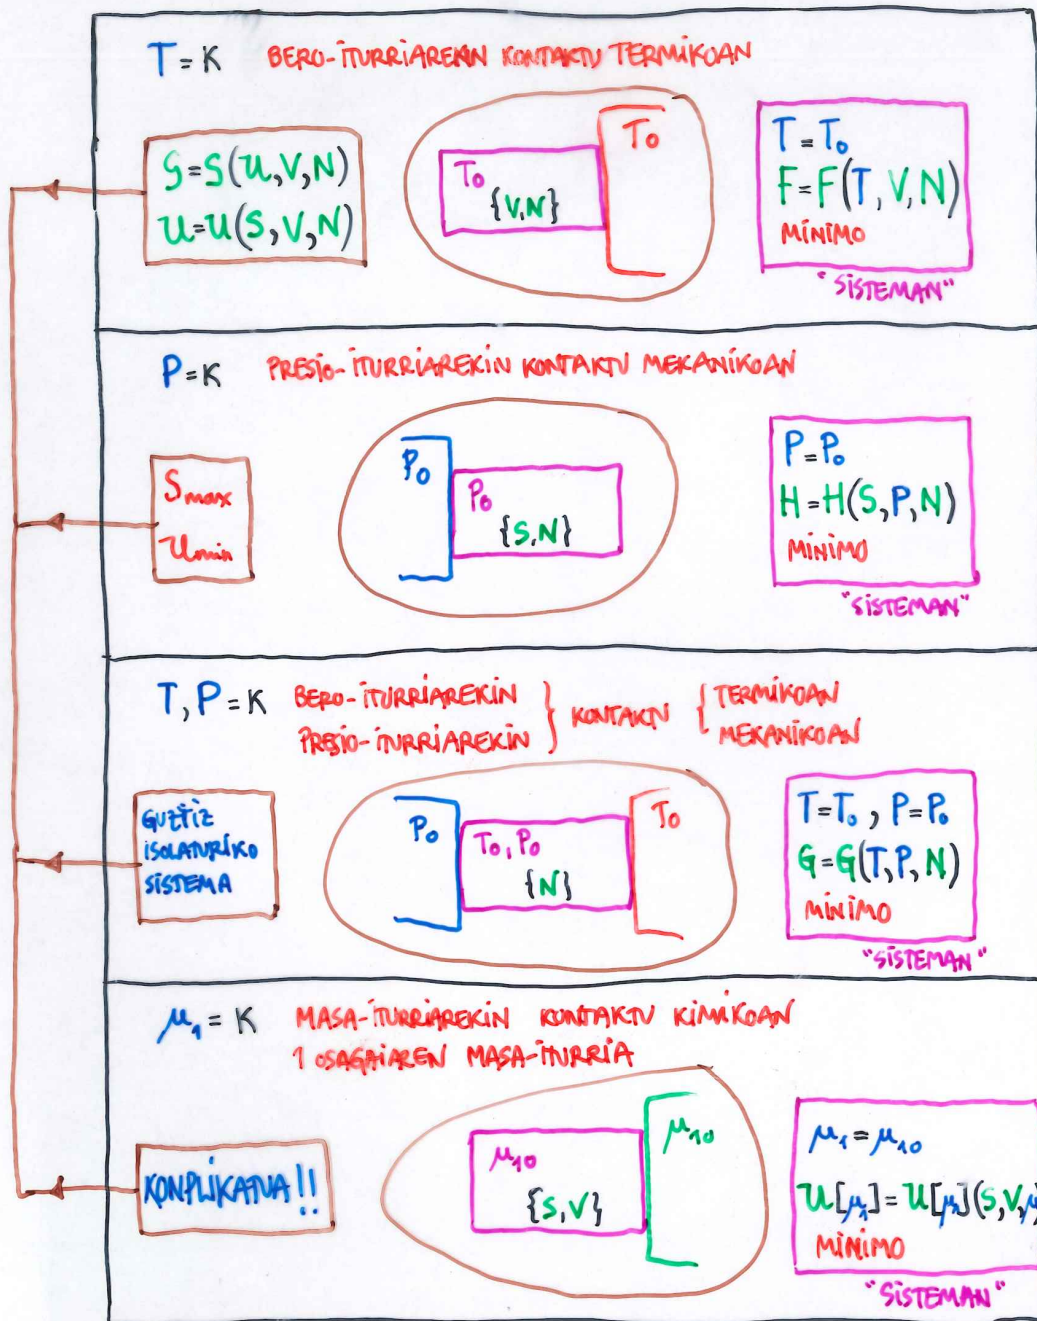 T = K BERO-ITURRIAREKIN KONTAKTU TERMIKOAN
S=S(U,V,N)
U=U(S,V,N)
T₀
{V,N}
T₀
T=T₀
F=F(T,V,N)
MINIMO
"SISTEMAN"
P=K PRESIO-ITURRIAREKIN KONTAKTU MEKANIKOAN
Smax
Umin
P₀
P₀
{S,N}
P=P₀
H=H(S,P,N)
MINIMO
"SISTEMAN"
T, P = K BERO-ITURRIAREKIN } KONTAKTU { TERMIKOAN
PRESIO-ITURRIAREKIN MEKANIKOAN
GUZTIZ
ISOLATURIKO
SISTEMA
P₀
T₀, P₀
{N}
T₀
T=T₀, P=P₀
G=G(T,P,N)
MINIMO
"SISTEMAN"
μ₁ = K MASA-ITURRIAREKIN KONTAKTU KIMIKOAN
1 OSAGAIAREN MASA-ITURRIA
KONPLIKATUA!!
μ₁₀
{S,V}
μ₁₀
μ₁=μ₁₀
U[μ₁]=U[μ₁](S,V,μ
MINIMO
"SISTEMAN"